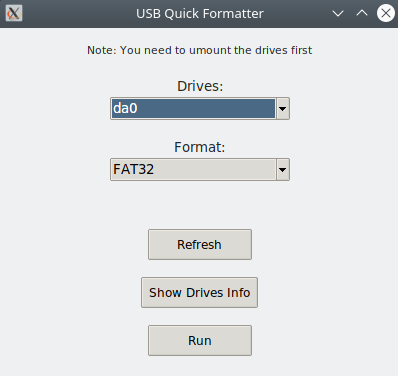 USB Quick Formatter
Note: You need to umount the drives first
Drives:
da0
Format:
FAT32
Refresh
Show Drives Info
Run